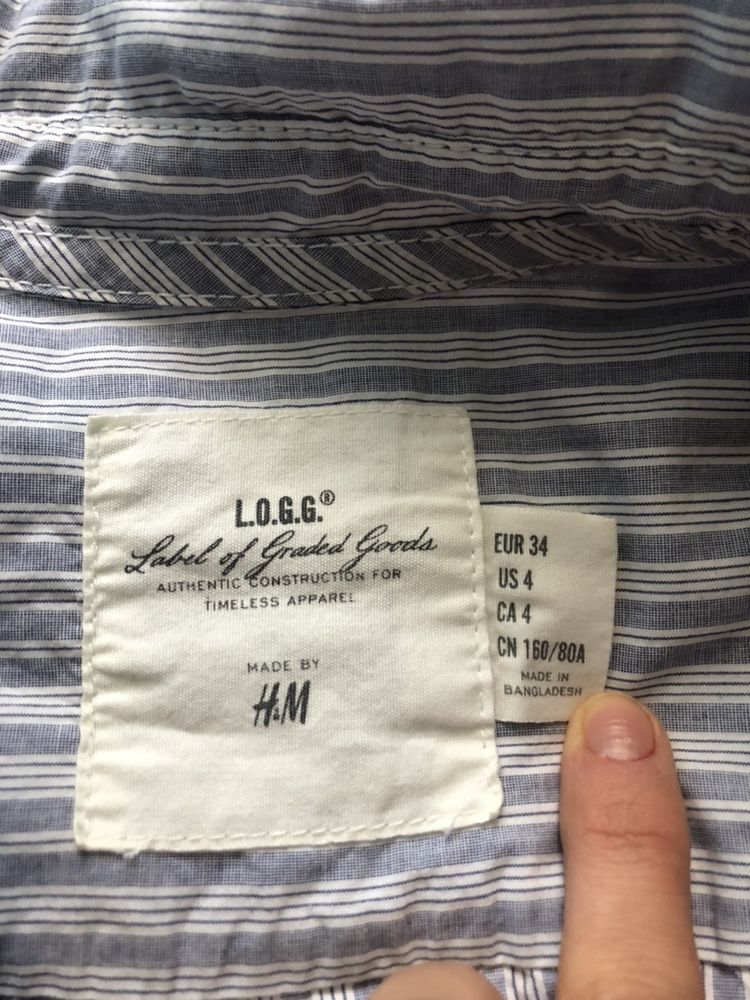 L.O.G.G.®
Label of Graded Goods
AUTHENTIC CONSTRUCTION FOR
TIMELESS APPAREL
MADE BY
H&M
EUR 34
US 4
CA 4
CN 160/80A
MADE IN
BANGLADESH